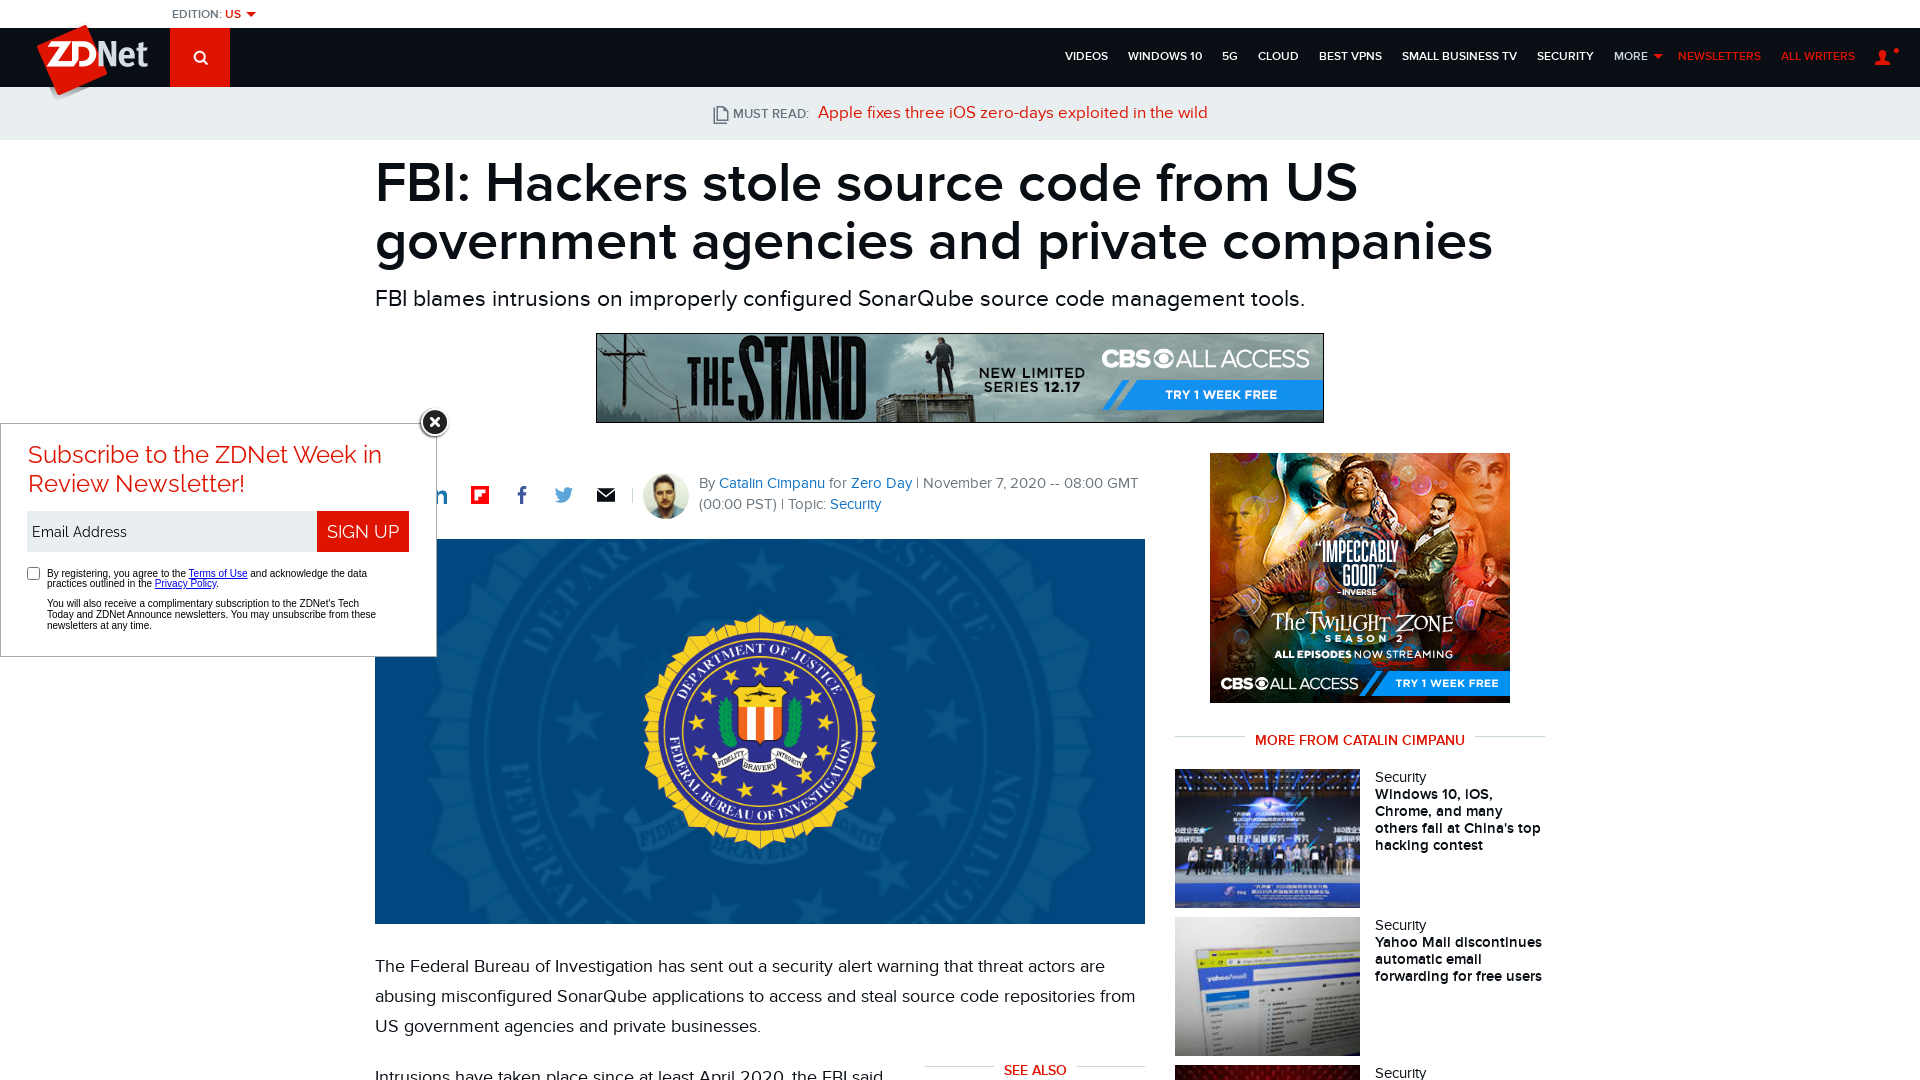 EDITION: US
ZDNet
VIDEOS WINDOWS 10 5G CLOUD BEST VPNS SMALL BUSINESS TV SECURITY MORE NEWSLETTERS ALL WRITERS
MUST READ: Apple fixes three iOS zero-days exploited in the wild
FBI: Hackers stole source code from US
government agencies and private companies
FBI blames intrusions on improperly configured SonarQube source code management tools.
THE STAND
NEW LIMITED
SERIES 12.17
CBS ALL ACCESS
TRY 1 WEEK FREE
Subscribe to the ZDNet Week in
Review Newsletter!
Email Address
SIGN UP
By registering, you agree to the Terms of Use and acknowledge the data
practices outlined in the Privacy Policy.
You will also receive a complimentary subscription to the ZDNet's Tech
Today and ZDNet Announce newsletters. You may unsubscribe from these
newsletters at any time.
By Catalin Cimpanu for Zero Day | November 7, 2020 -- 08:00 GMT
(00:00 PST) | Topic: Security
DEPARTMENT OF JUSTICE
FIDELITY BRAVERY INTEGRITY
FEDERAL BUREAU OF INVESTIGATION
The Federal Bureau of Investigation has sent out a security alert warning that threat actors are
abusing misconfigured SonarQube applications to access and steal source code repositories from
US government agencies and private businesses.
Intrusions have taken place since at least April 2020, the FBI said
SEE ALSO
"IMPECCABLY
GOOD"
-INVERSE
The TWILIGHT ZONE
SEASON 2
ALL EPISODES NOW STREAMING
CBS ALL ACCESS
TRY 1 WEEK FREE
MORE FROM CATALIN CIMPANU
Security
Windows 10, iOS,
Chrome, and many
others fall at China's top
hacking contest
Security
Yahoo Mail discontinues
automatic email
forwarding for free users
Security